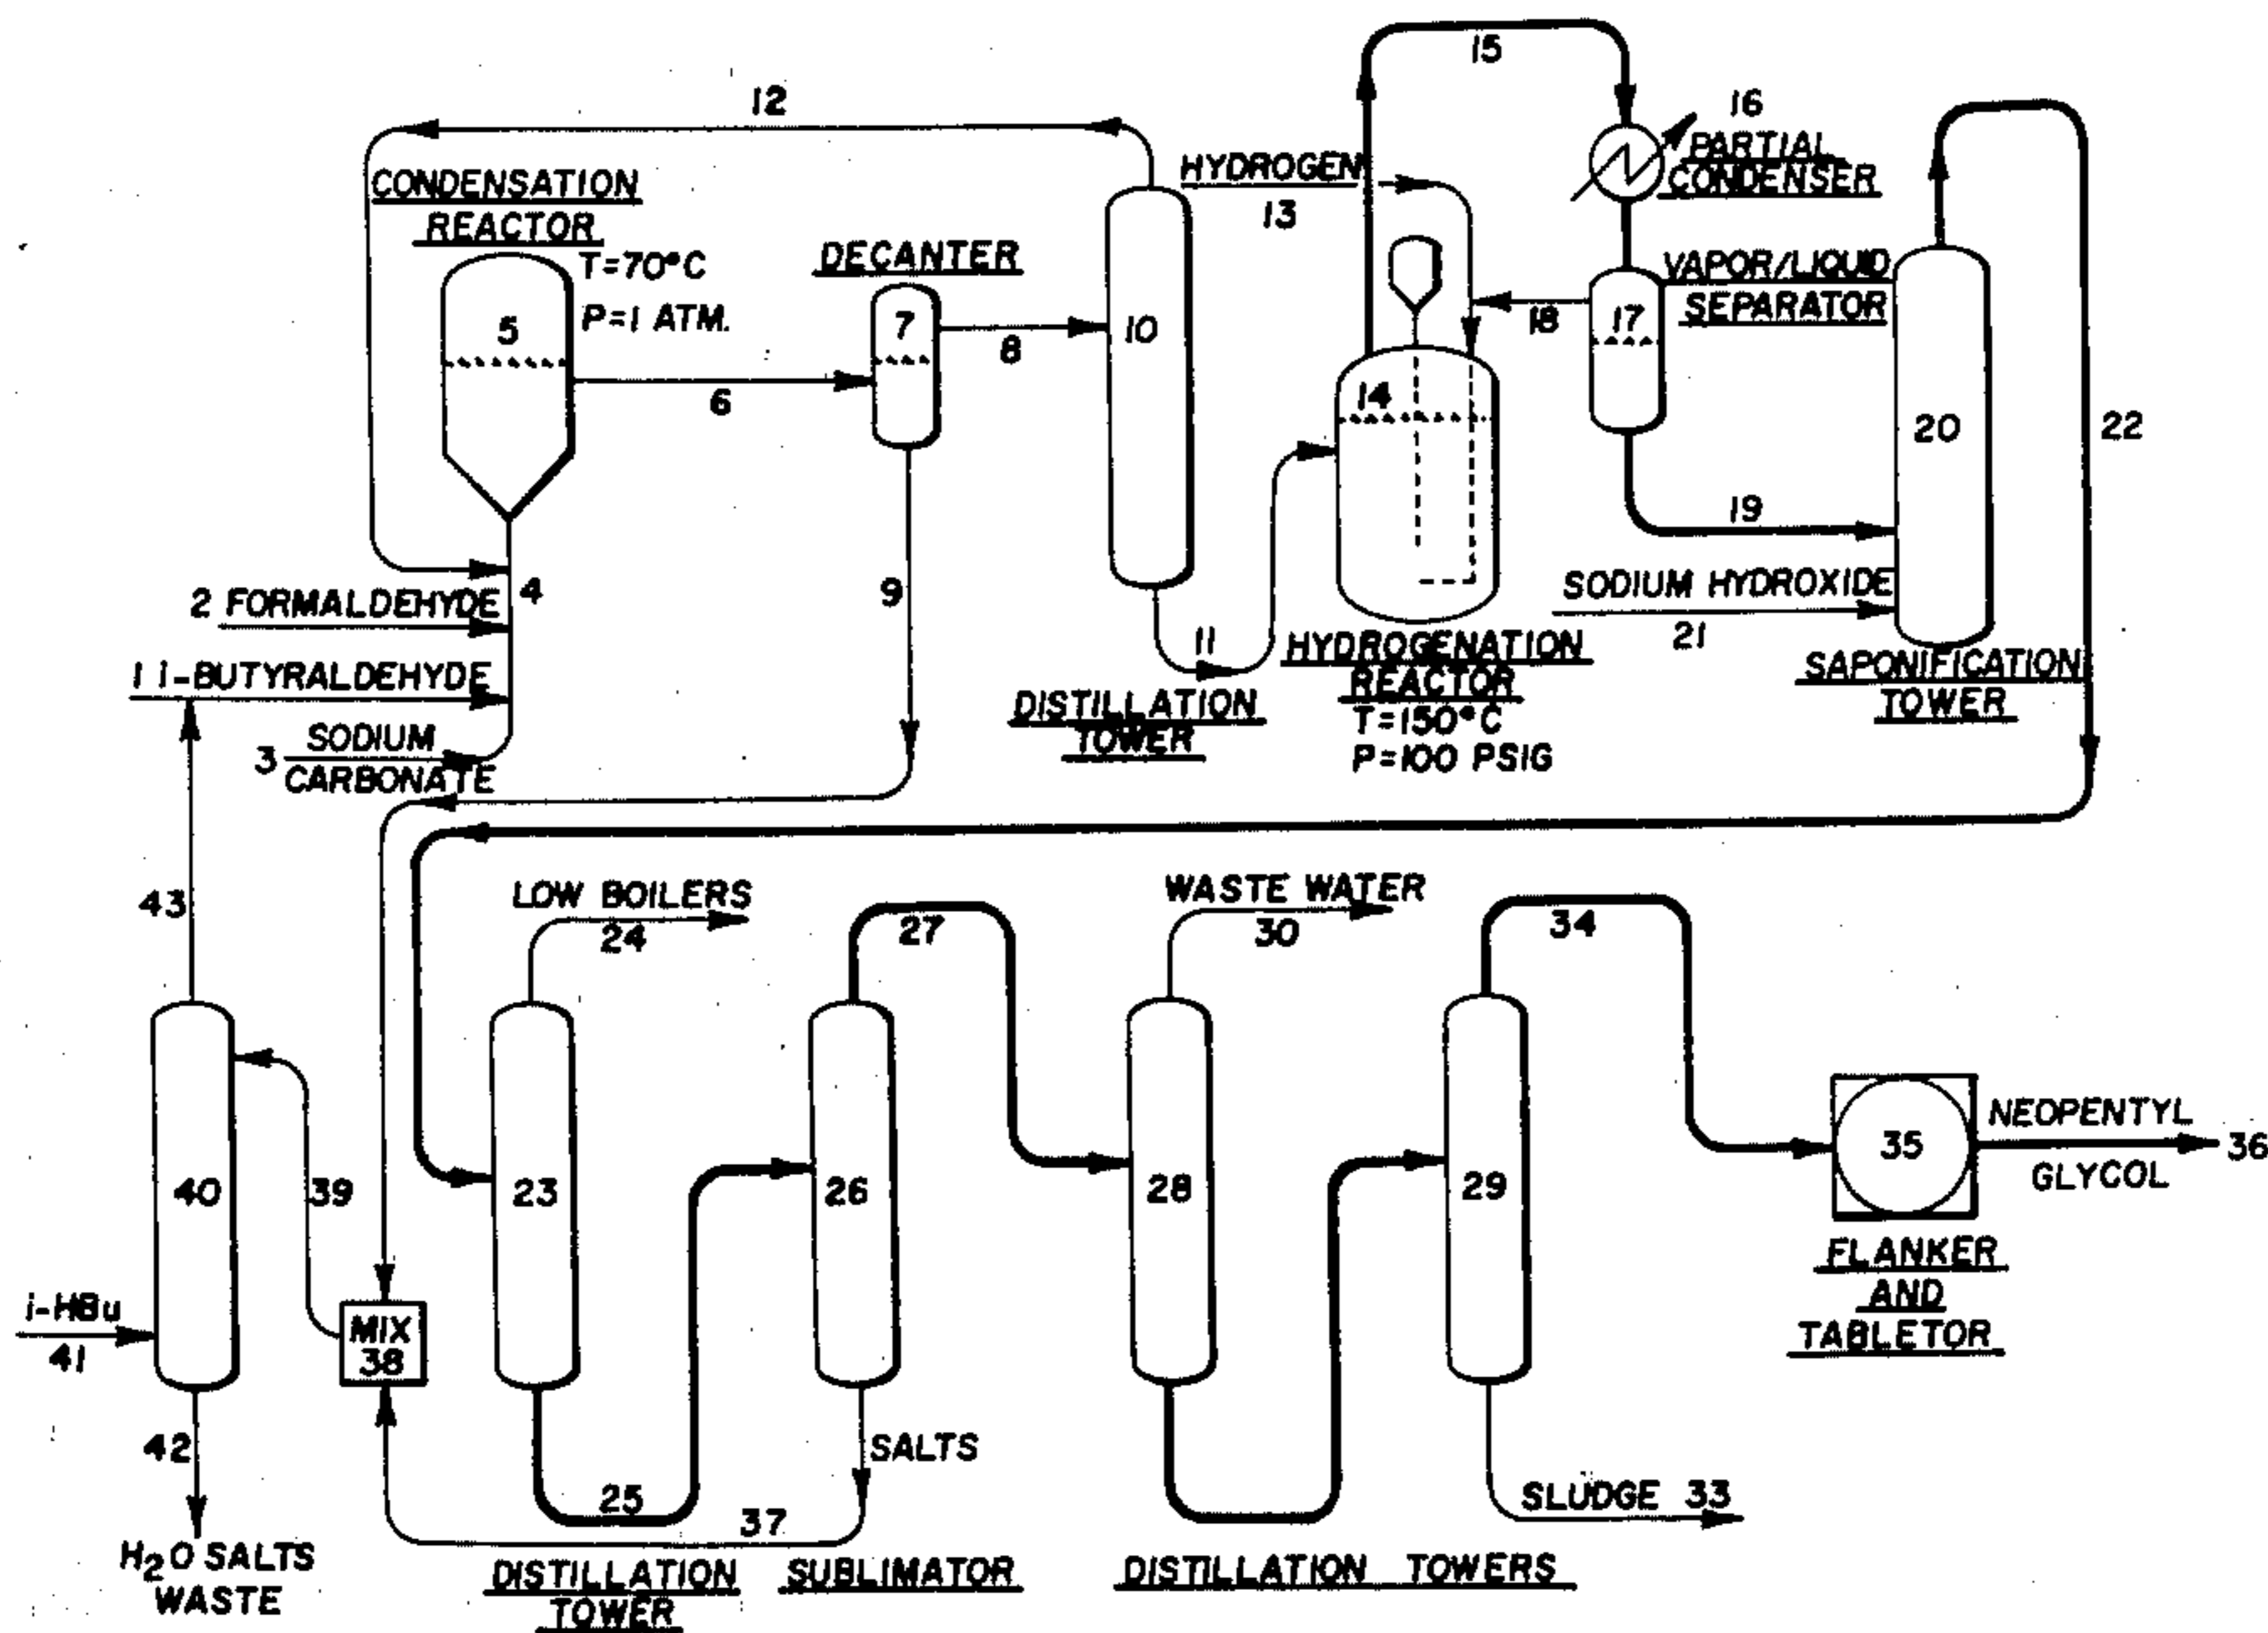 15
12
16
PARTIAL
CONDENSER
HYDROGEN
13
CONDENSATION
REACTOR
T=70°C
P=1 ATM.
5
DECANTER
7
8
10
6
VAPOR/LIQUID
SEPARATOR
17
18
14
20
22
19
9
2 FORMALDEHYDE
4
SODIUM HYDROXIDE
21
11
HYDROGENATION
REACTOR
T=150°C
P=100 PSIG
SAPONIFICATION
TOWER
1 i-BUTYRALDEHYDE
DISTILLATION
TOWER
3 SODIUM
CARBONATE
43
LOW BOILERS
24
27
WASTE WATER
30
34
40
39
23
26
28
29
35
NEOPENTYL
GLYCOL
36
FLANKER
AND
TABLETOR
i-HBu
41
MIX
38
42
SALTS
25
37
SLUDGE 33
H2O SALTS
WASTE
DISTILLATION
TOWER
SUBLIMATOR
DISTILLATION TOWERS